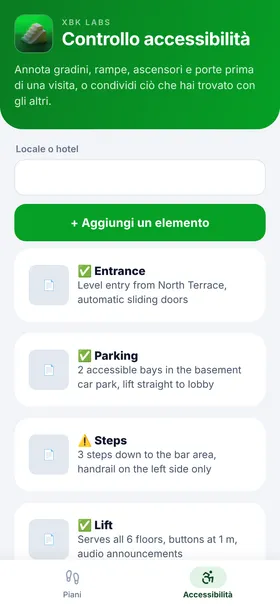 XBK LABS
Controllo accessibilità
Annota gradini, rampe, ascensori e porte prima
di una visita, o condividi ciò che hai trovato con
gli altri.
Locale o hotel
+ Aggiungi un elemento
✅ Entrance
Level entry from North Terrace,
automatic sliding doors
✅ Parking
2 accessible bays in the basement
car park, lift straight to lobby
⚠️ Steps
3 steps down to the bar area,
handrail on the left side only
✅ Lift
Serves all 6 floors, buttons at 1 m,
audio announcements
Piani
Accessibilità